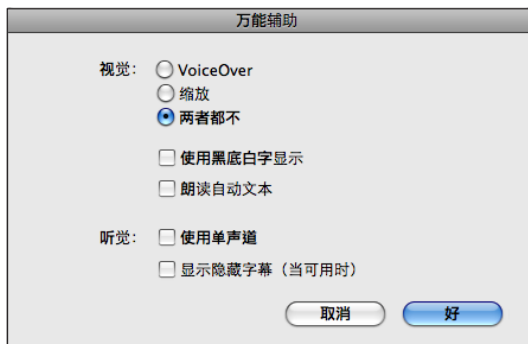 万能辅助
视觉： VoiceOver
缩放
两者都不
使用黑底白字显示
朗读自动文本
听觉： 使用单声道
显示隐藏字幕（当可用时）
取消 好